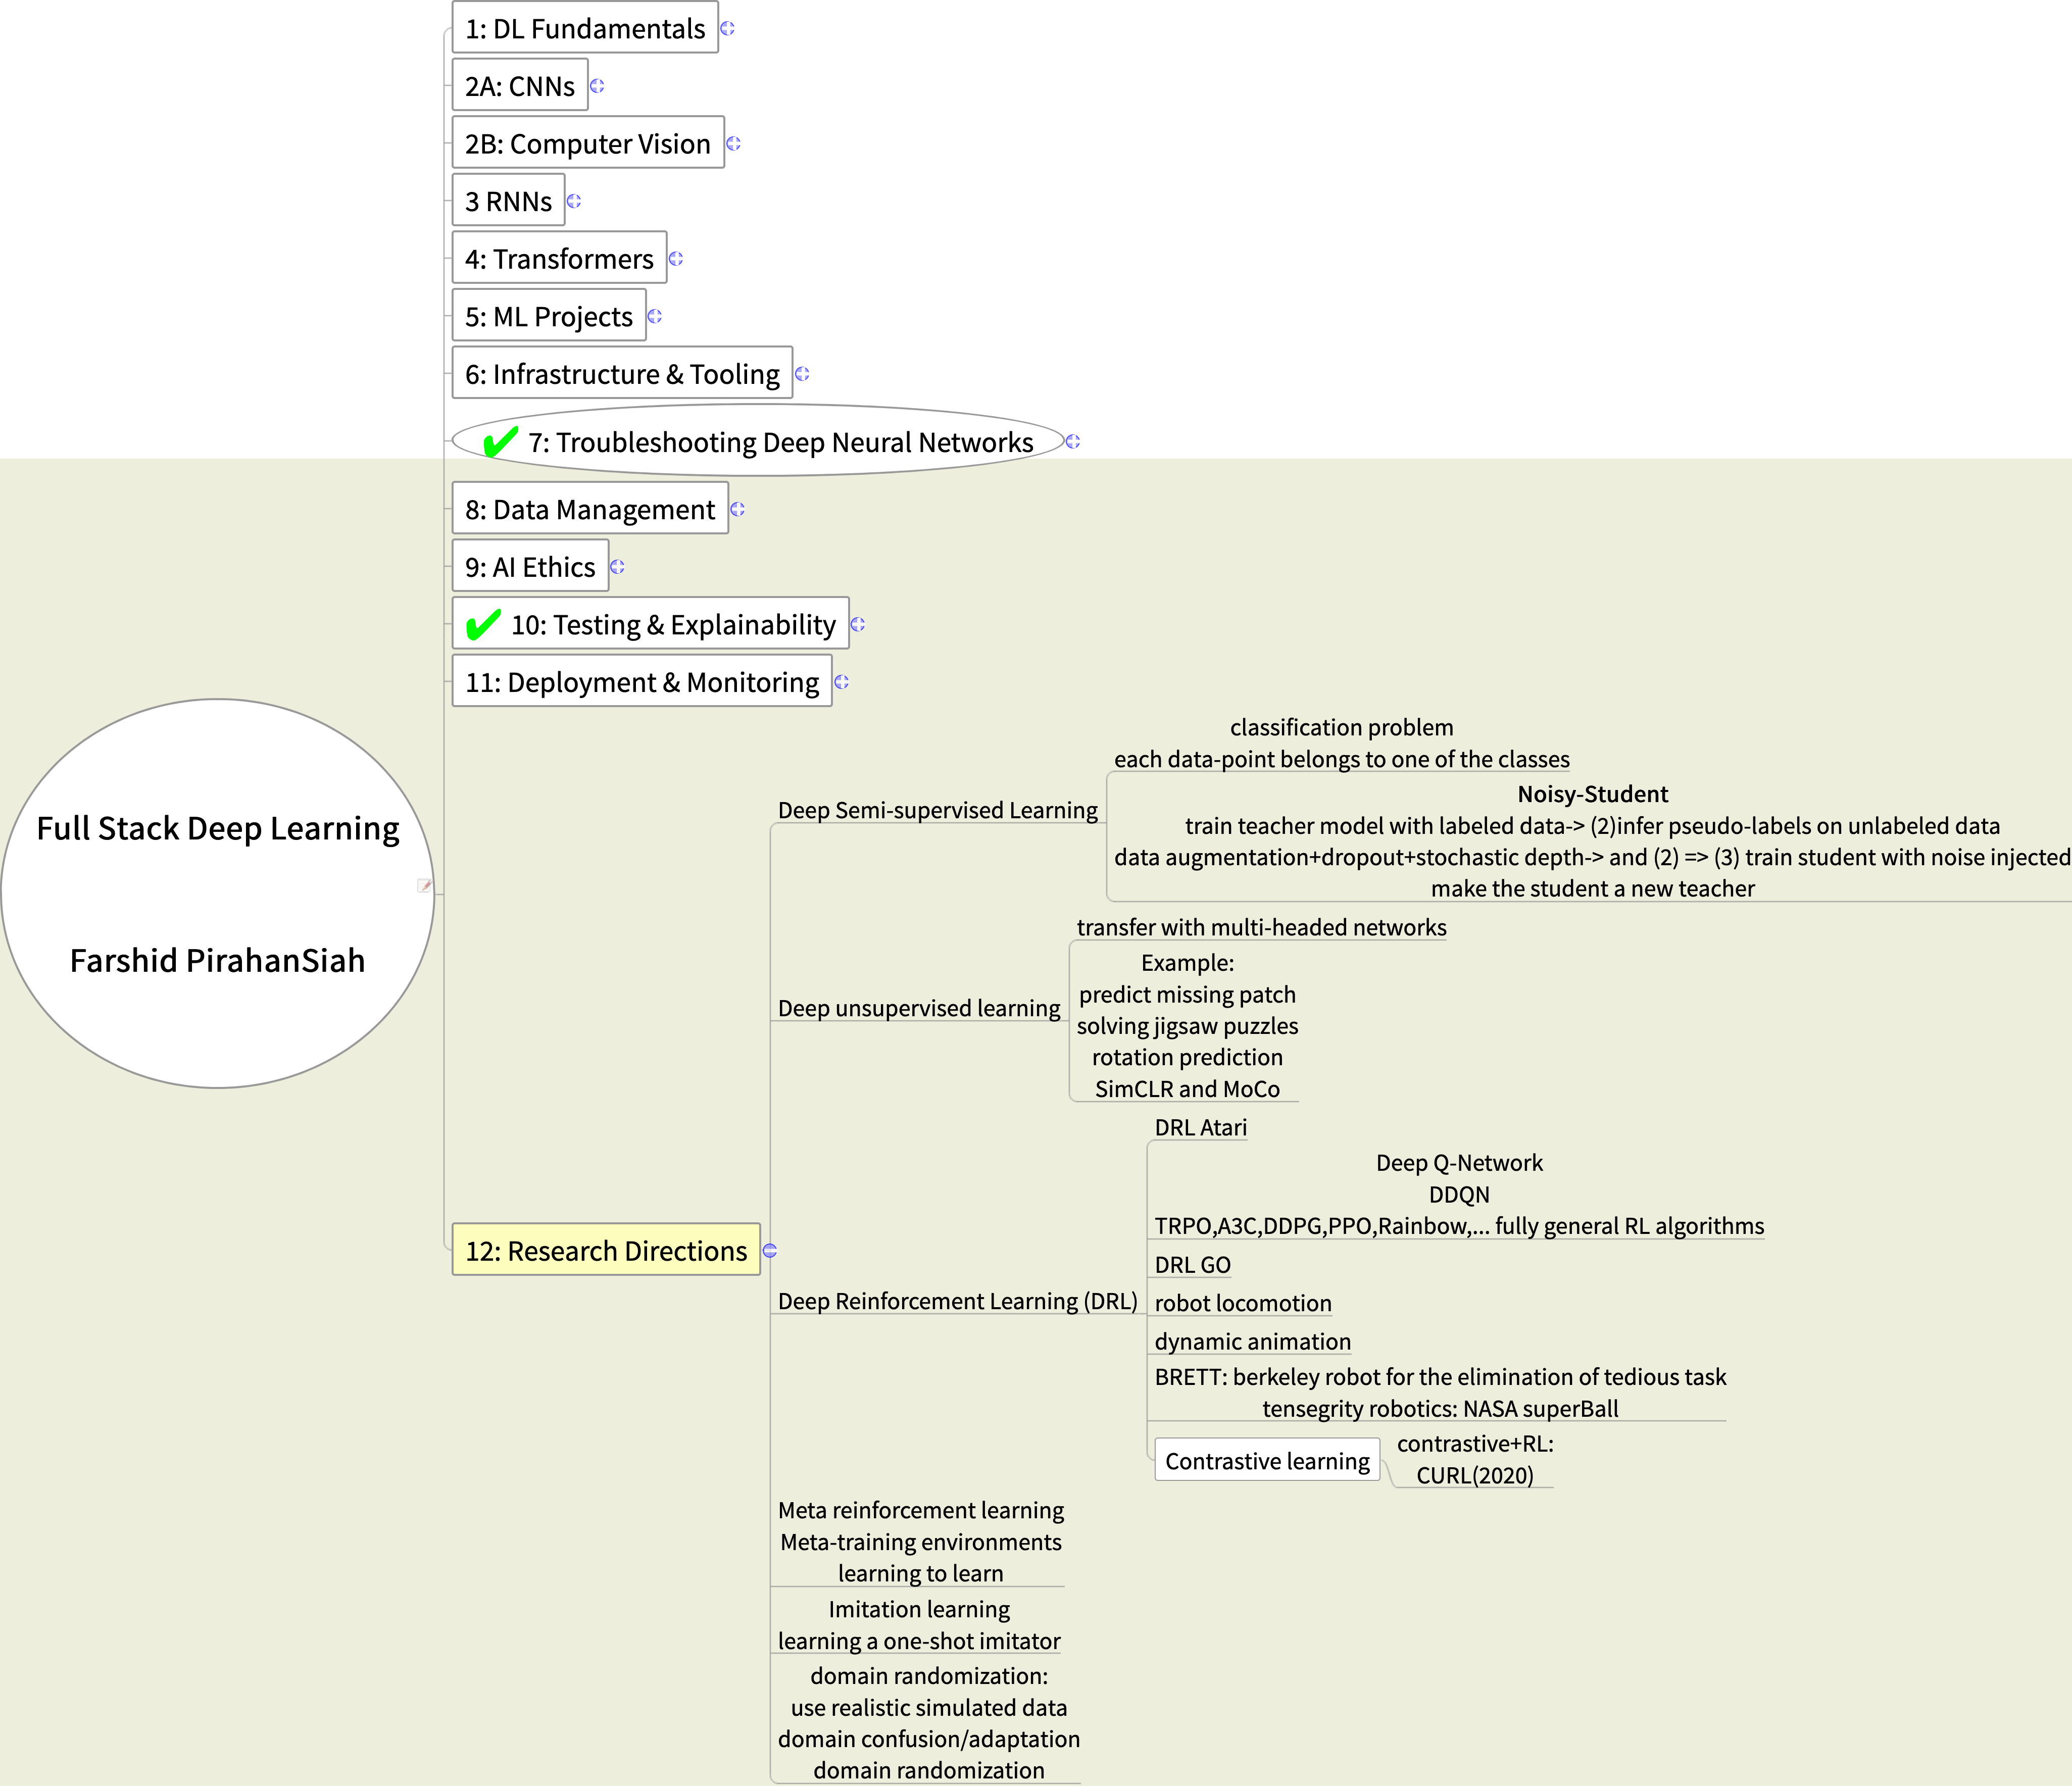 1: DL Fundamentals
2A: CNNs
2B: Computer Vision
3 RNNs
4: Transformers
5: ML Projects
6: Infrastructure & Tooling
7: Troubleshooting Deep Neural Networks
8: Data Management
9: AI Ethics
10: Testing & Explainability
11: Deployment & Monitoring
Full Stack Deep Learning
Farshid PirahanSiah
12: Research Directions
Deep Semi-supervised Learning
classification problem
each data-point belongs to one of the classes
Noisy-Student
train teacher model with labeled data-> (2)infer pseudo-labels on unlabeled data
data augmentation+dropout+stochastic depth-> and (2) => (3) train student with noise injected
make the student a new teacher
Deep unsupervised learning
transfer with multi-headed networks
Example:
predict missing patch
solving jigsaw puzzles
rotation prediction
SimCLR and MoCo
Deep Reinforcement Learning (DRL)
DRL Atari
Deep Q-Network
DDQN
TRPO,A3C,DDPG,PPO,Rainbow,... fully general RL algorithms
DRL GO
robot locomotion
dynamic animation
BRETT: berkeley robot for the elimination of tedious task
tensegrity robotics: NASA superBall
Contrastive learning
contrastive+RL:
CURL(2020)
Meta reinforcement learning
Meta-training environments
learning to learn
Imitation learning
learning a one-shot imitator
domain randomization:
use realistic simulated data
domain confusion/adaptation
domain randomization